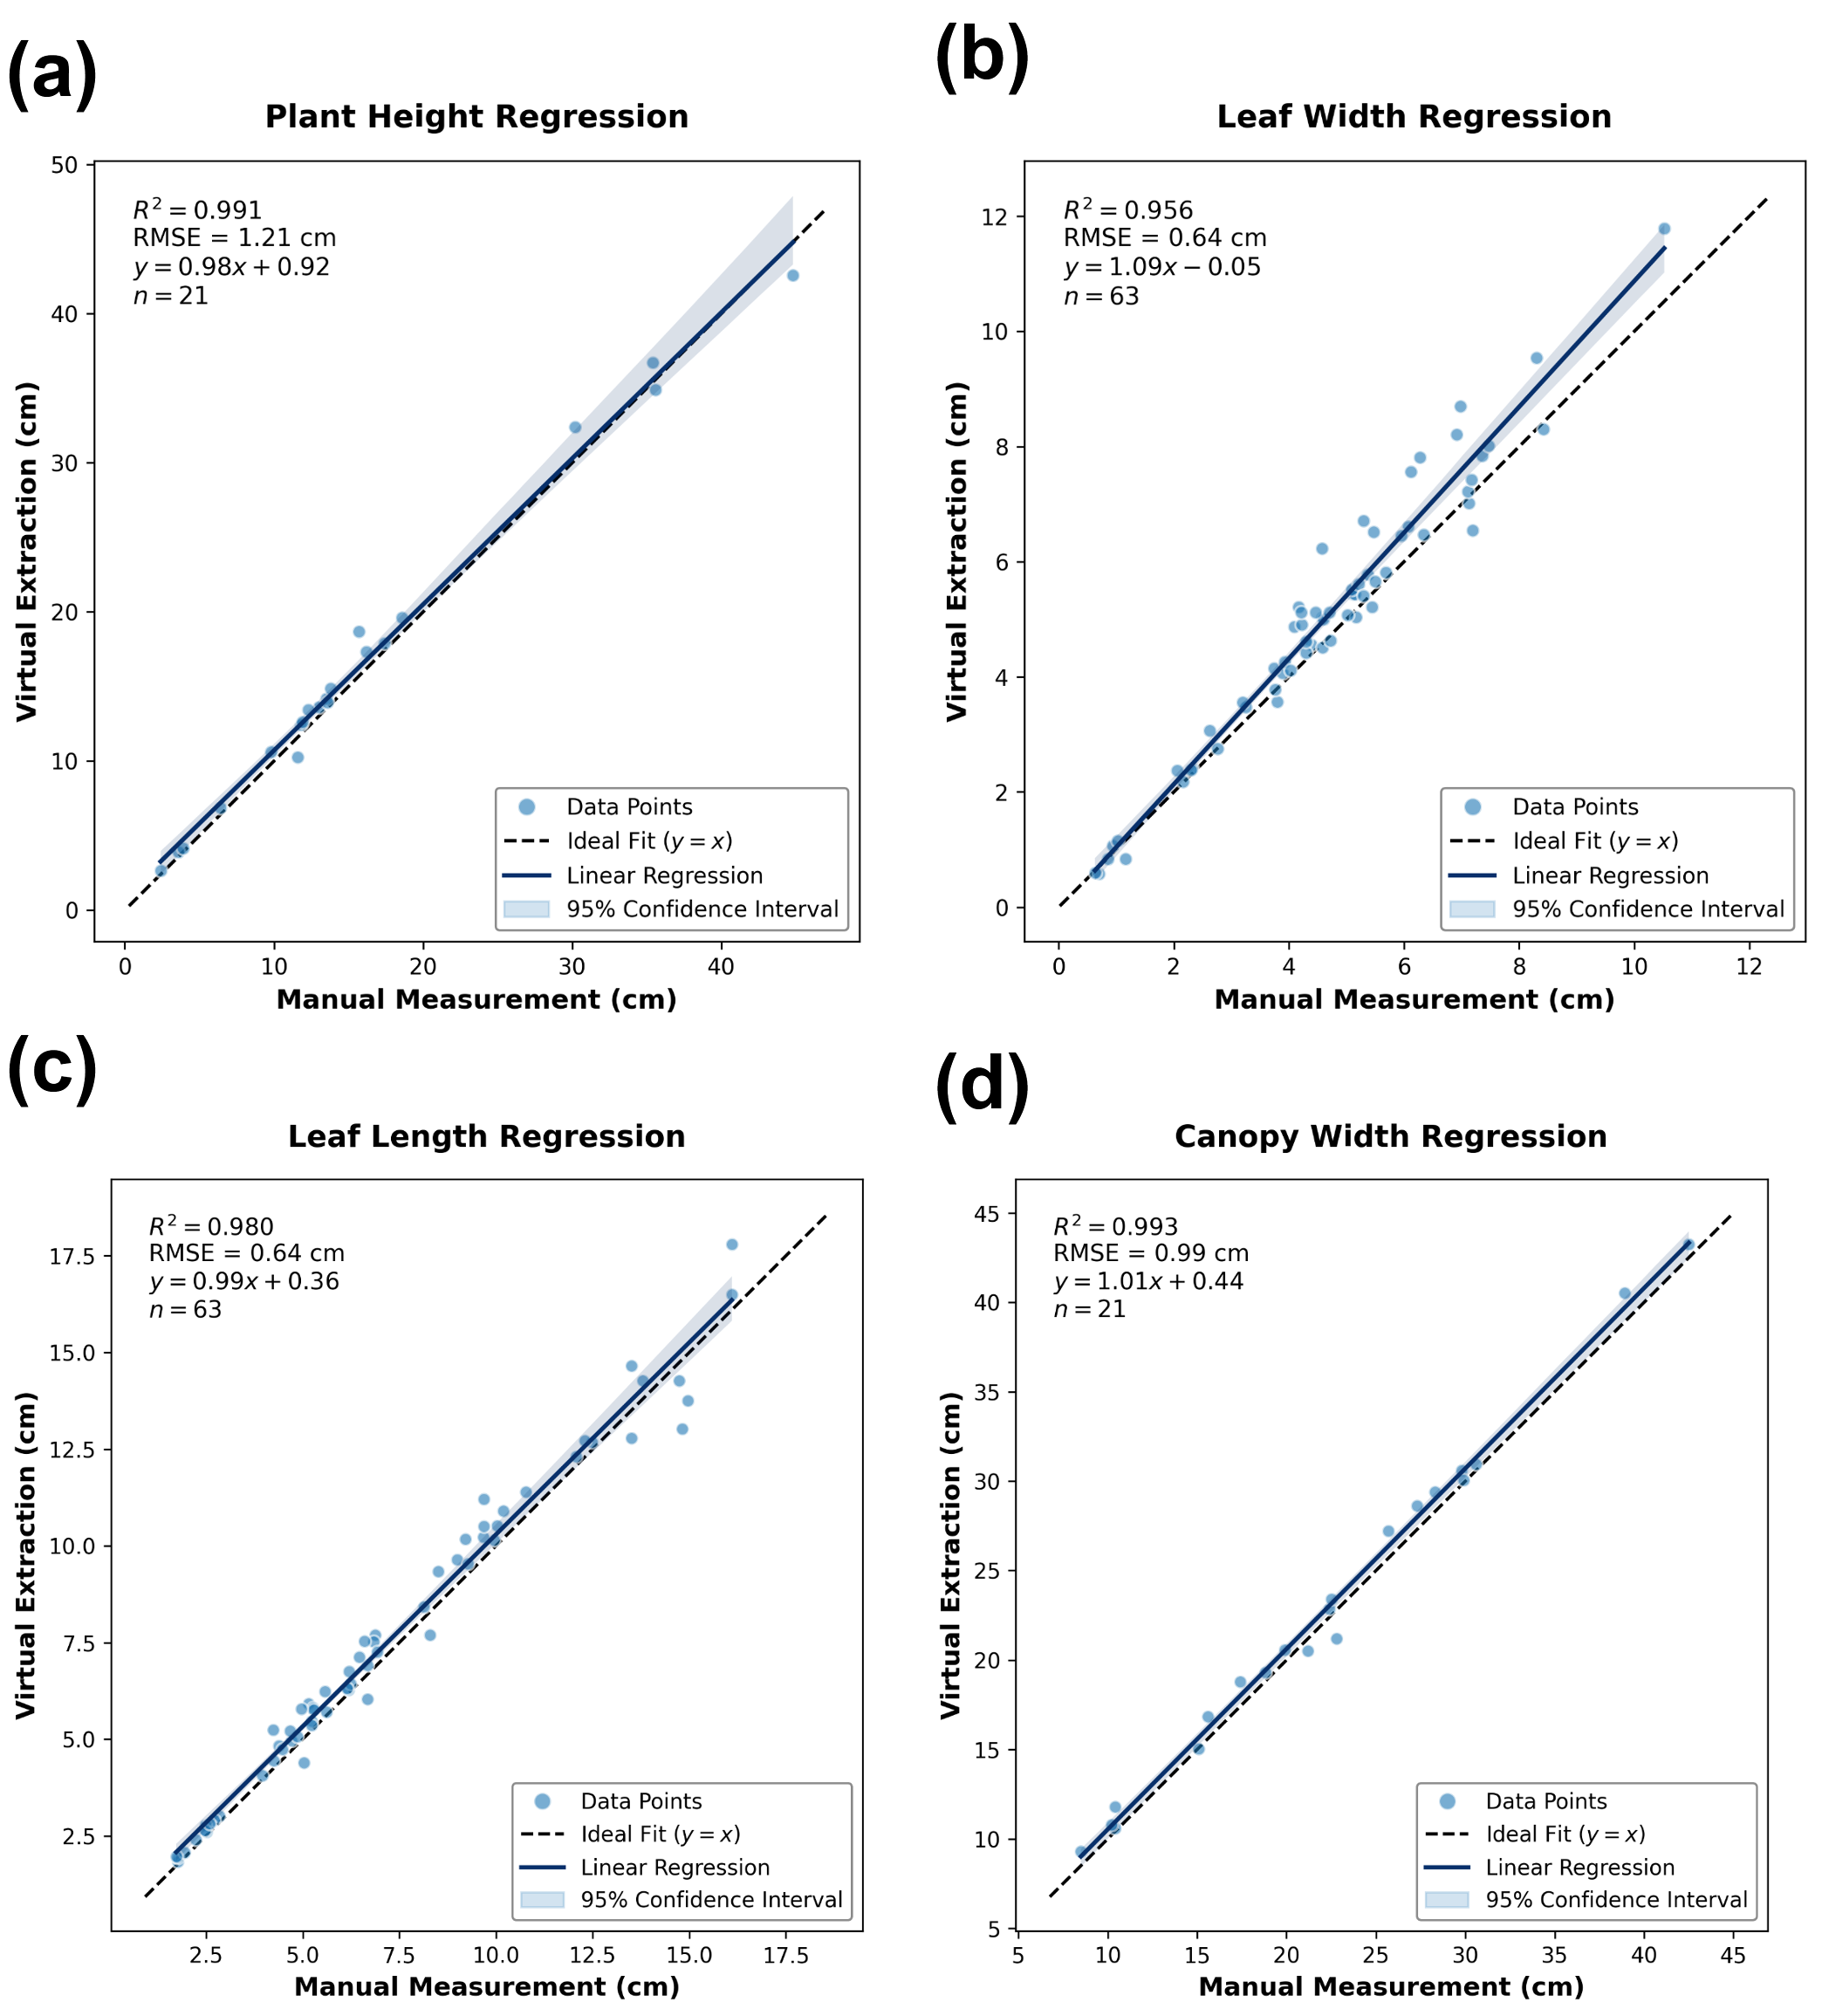 (a)
Plant Height Regression
R² = 0.991
RMSE = 1.21 cm
y = 0.98x + 0.92
n = 21
50
40
30
20
10
0
Virtual Extraction (cm)
Data Points
Ideal Fit (y = x)
Linear Regression
95% Confidence Interval
0 10 20 30 40
Manual Measurement (cm)
(b)
Leaf Width Regression
R² = 0.956
RMSE = 0.64 cm
y = 1.09x − 0.05
n = 63
12
10
8
6
4
2
0
Virtual Extraction (cm)
Data Points
Ideal Fit (y = x)
Linear Regression
95% Confidence Interval
0 2 4 6 8 10 12
Manual Measurement (cm)
(c)
Leaf Length Regression
R² = 0.980
RMSE = 0.64 cm
y = 0.99x + 0.36
n = 63
17.5
15.0
12.5
10.0
7.5
5.0
2.5
Virtual Extraction (cm)
Data Points
Ideal Fit (y = x)
Linear Regression
95% Confidence Interval
2.5 5.0 7.5 10.0 12.5 15.0 17.5
Manual Measurement (cm)
(d)
Canopy Width Regression
R² = 0.993
RMSE = 0.99 cm
y = 1.01x + 0.44
n = 21
45
40
35
30
25
20
15
10
5
Virtual Extraction (cm)
Data Points
Ideal Fit (y = x)
Linear Regression
95% Confidence Interval
5 10 15 20 25 30 35 40 45
Manual Measurement (cm)